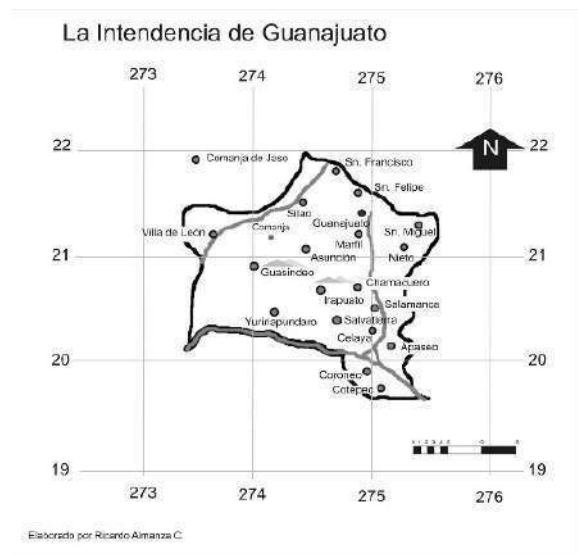 La Intendencia de Guanajuato
273 274 275 276
22 N 22
Comanja de Jaso
Sn. Francisco
Sn. Felipe
Silao
Guanajuato
Villa de León
Comanja
Marfil
Sn. Miguel
Asunción
Nieto
21 21
Guasindeo
Chamacuero
Irapuato
Salamanca
Yuririapundaro
Salvatierra
Celaya
Apaseo
20 20
Coroneo
Cotepec
19 19
273 274 275 276
Elaborado por Ricardo Almanza C.